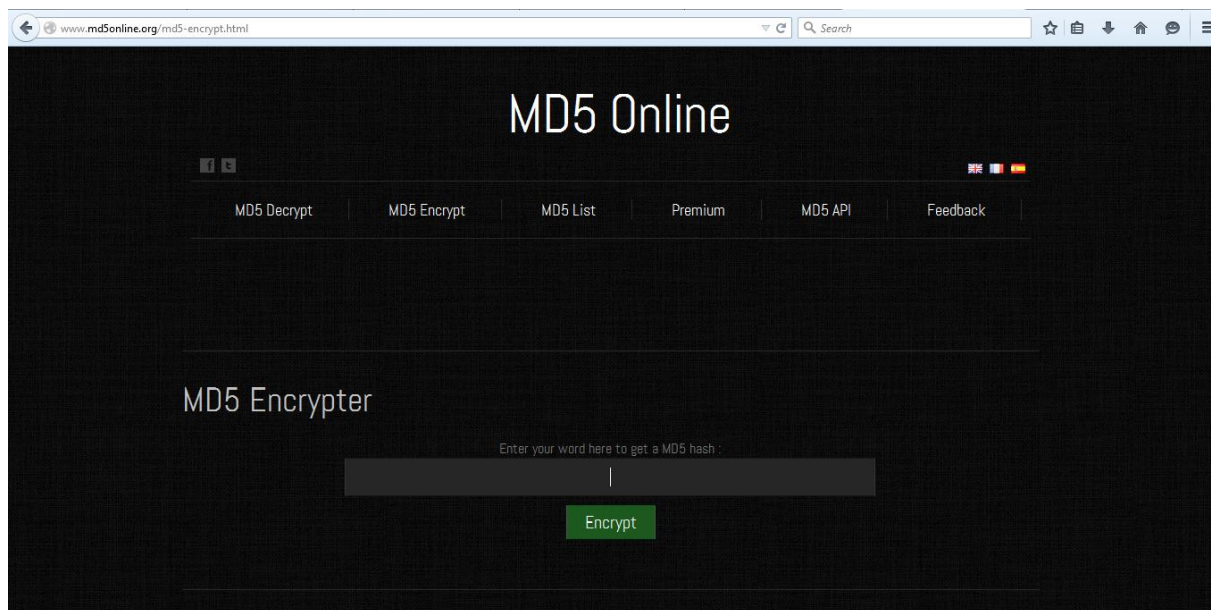 www.md5online.org/md5-encrypt.html Search
MD5 Online
MD5 Decrypt MD5 Encrypt MD5 List Premium MD5 API Feedback
MD5 Encrypter
Enter your word here to get a MD5 hash :
Encrypt